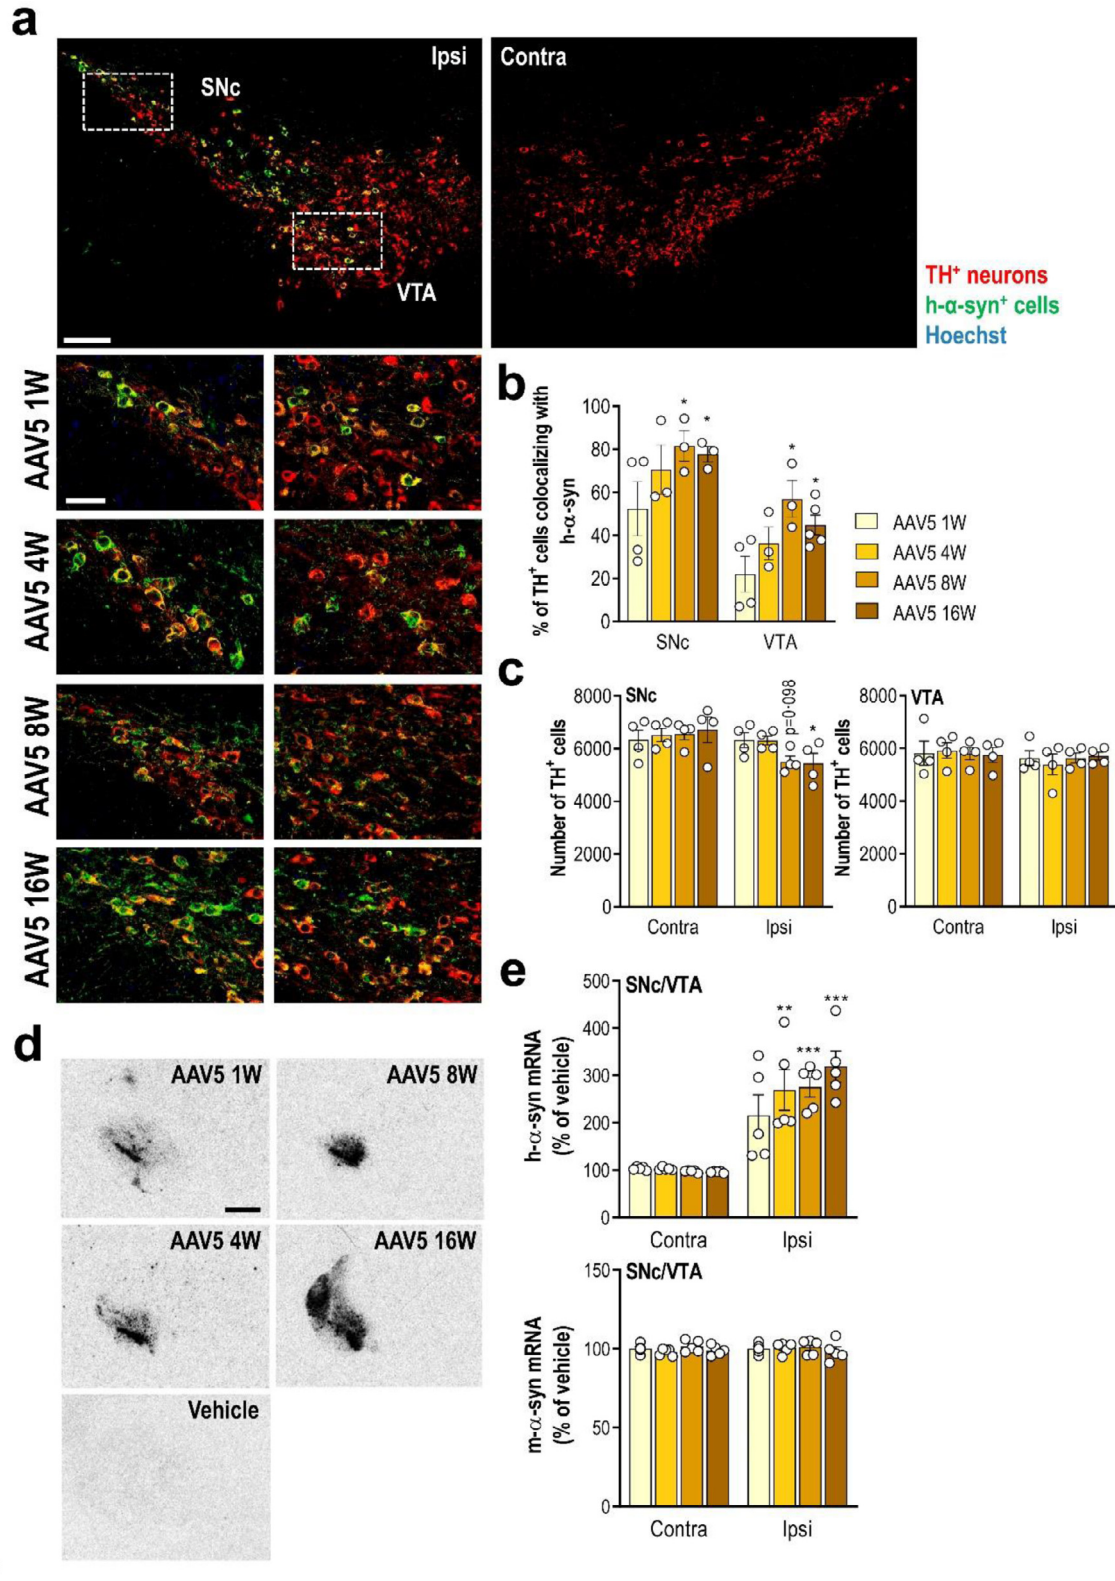 a
Ipsi
Contra
SNc
VTA
TH⁺ neurons
h-α-syn⁺ cells
Hoechst
AAV5 1W
AAV5 4W
AAV5 8W
AAV5 16W
b
% of TH⁺ cells colocalizing with
h-α-syn
100
80
60
40
20
0
* * * *
SNc
VTA
AAV5 1W
AAV5 4W
AAV5 8W
AAV5 16W
c
SNc
Number of TH⁺ cells
8000
6000
4000
2000
0
p=0·098
*
Contra
Ipsi
VTA
Number of TH⁺ cells
8000
6000
4000
2000
0
Contra
Ipsi
d
AAV5 1W
AAV5 8W
AAV5 4W
AAV5 16W
Vehicle
e
SNc/VTA
h-α-syn mRNA
(% of vehicle)
500
400
300
200
100
0
** *** ***
Contra
Ipsi
SNc/VTA
m-α-syn mRNA
(% of vehicle)
150
100
50
0
Contra
Ipsi